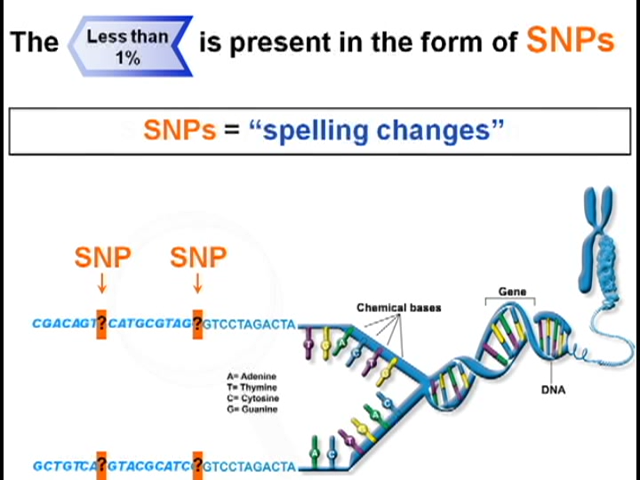 The Less than 1% is present in the form of SNPs
SNPs = “spelling changes”
SNP SNP
Gene
Chemical bases
CGACAGT?CATGCGTAG?GTCCTAGACTA
A= Adenine
T= Thymine
C= Cytosine
G= Guanine
DNA
GCTGTCA?GTACGCATC?GTCCTAGACTA
A C